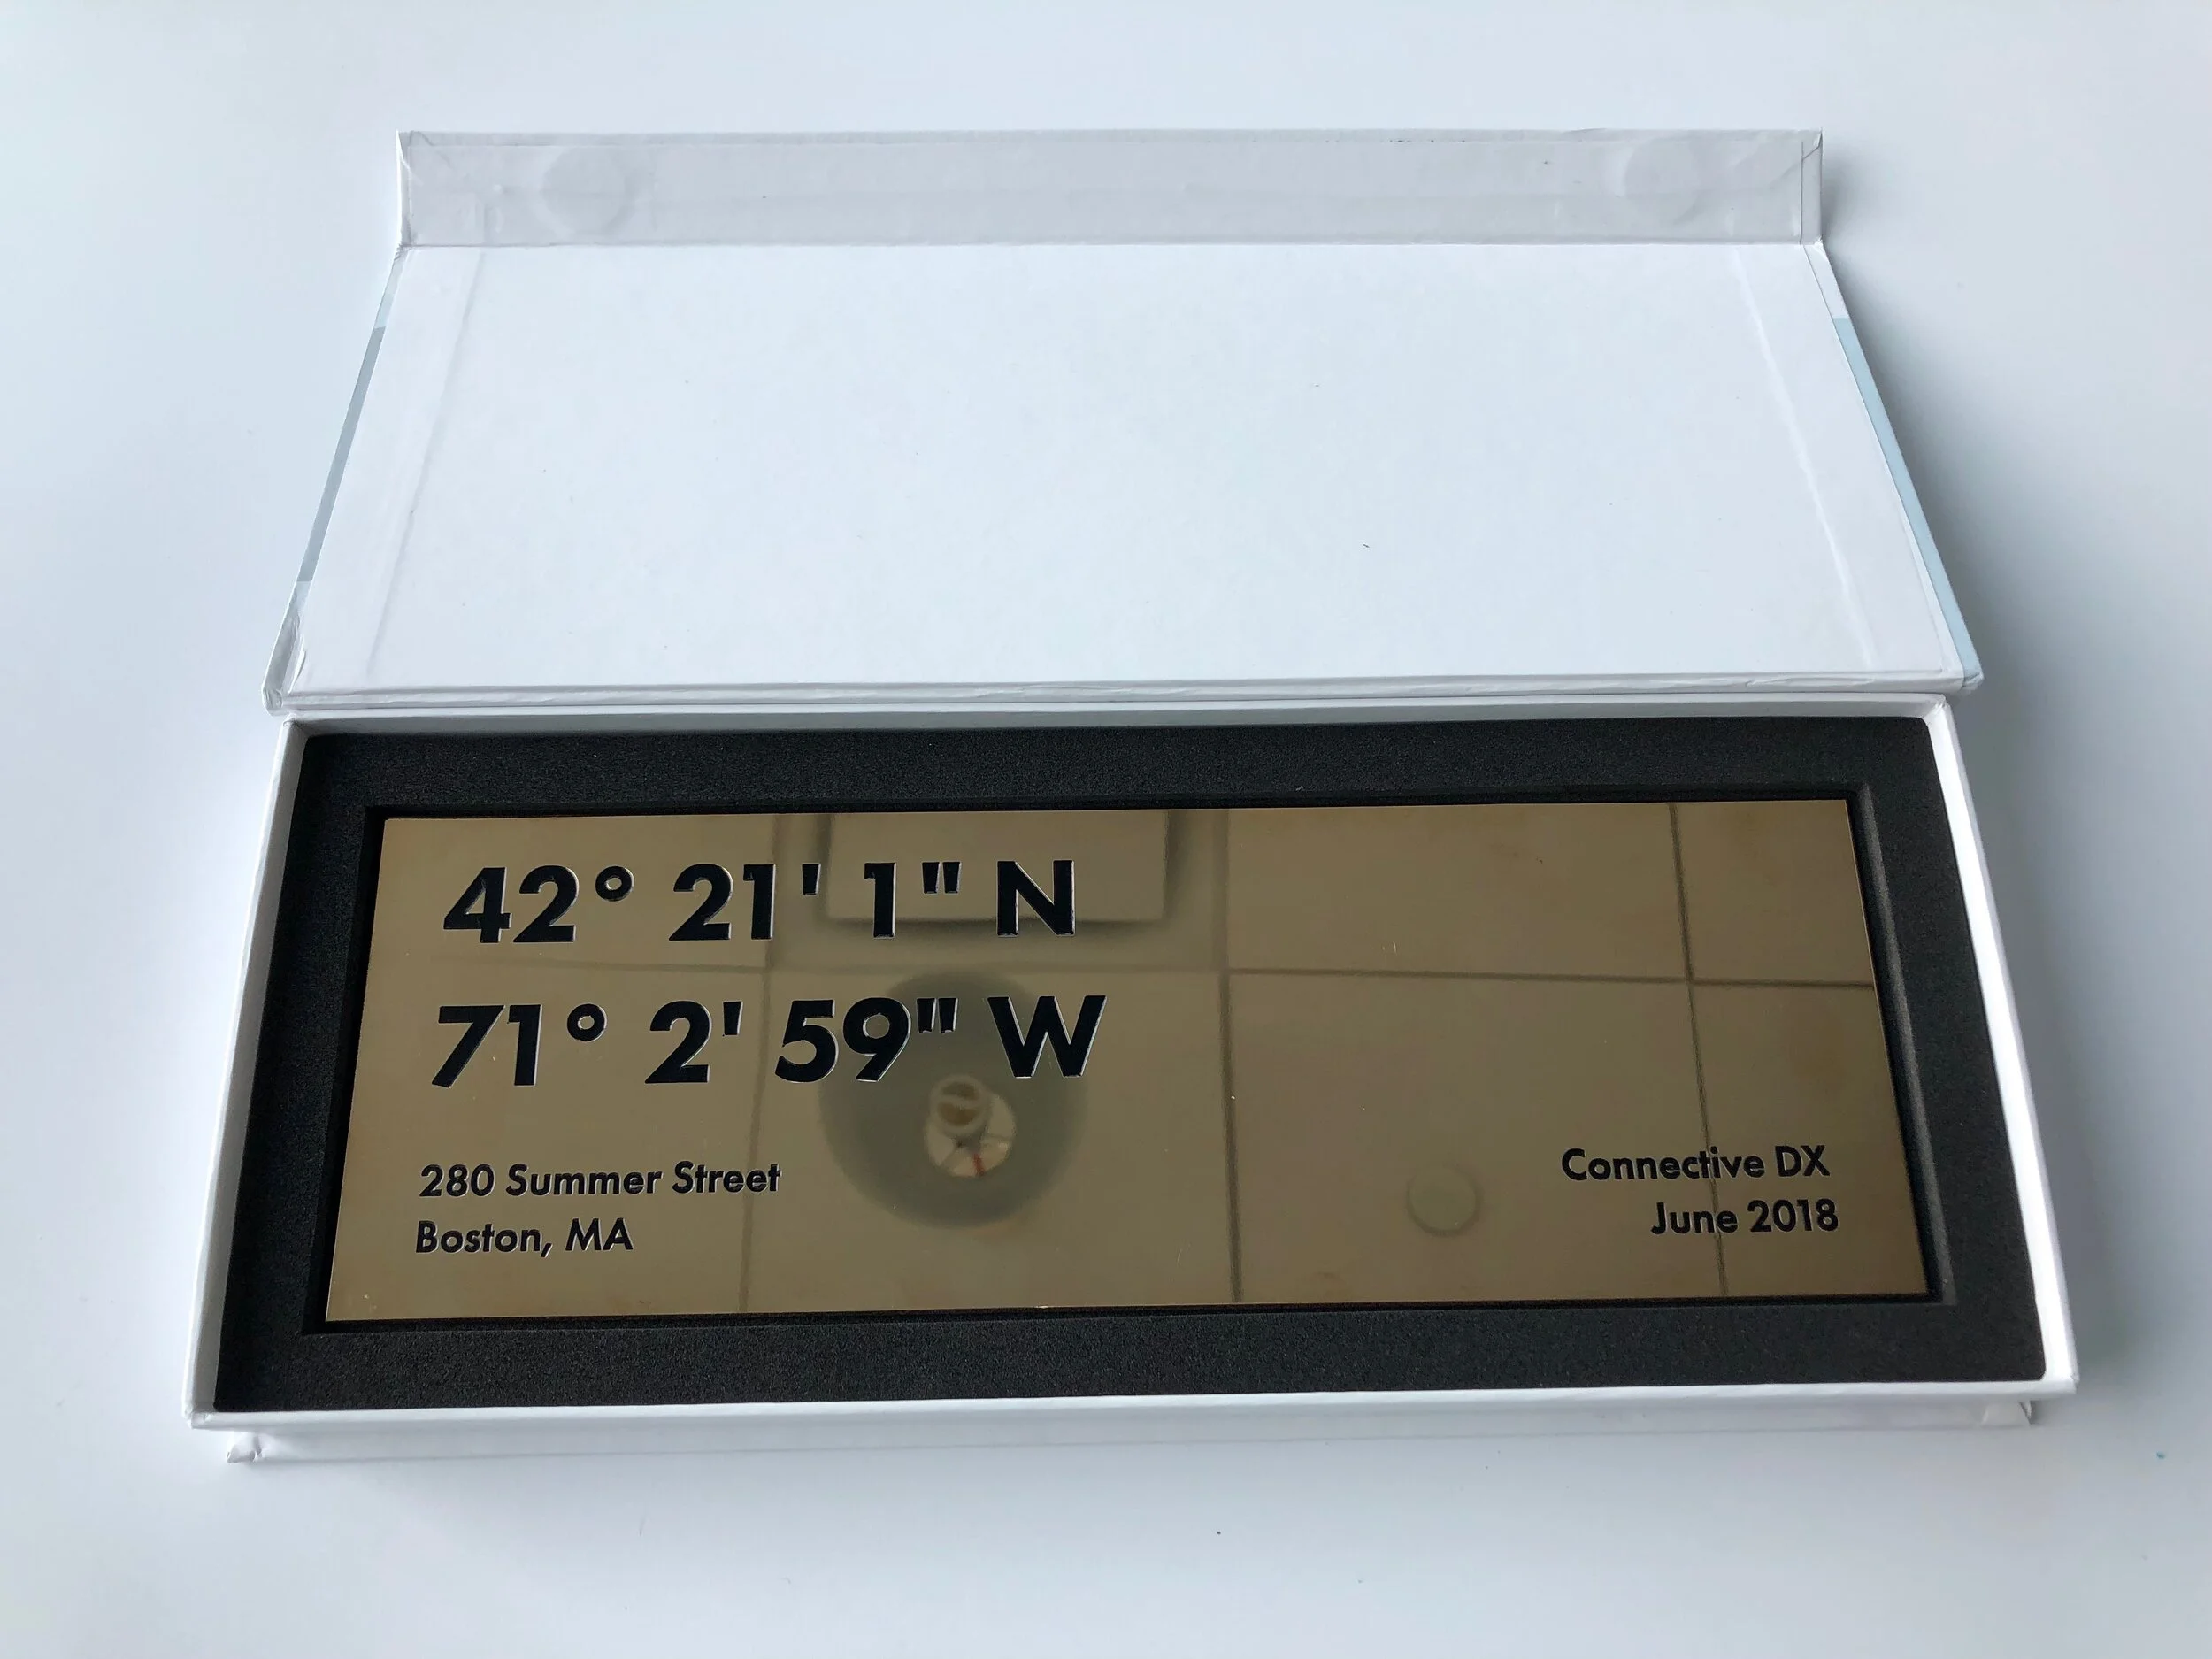 42° 21' 1" N
71° 2' 59" W
280 Summer Street
Boston, MA
Connective DX
June 2018